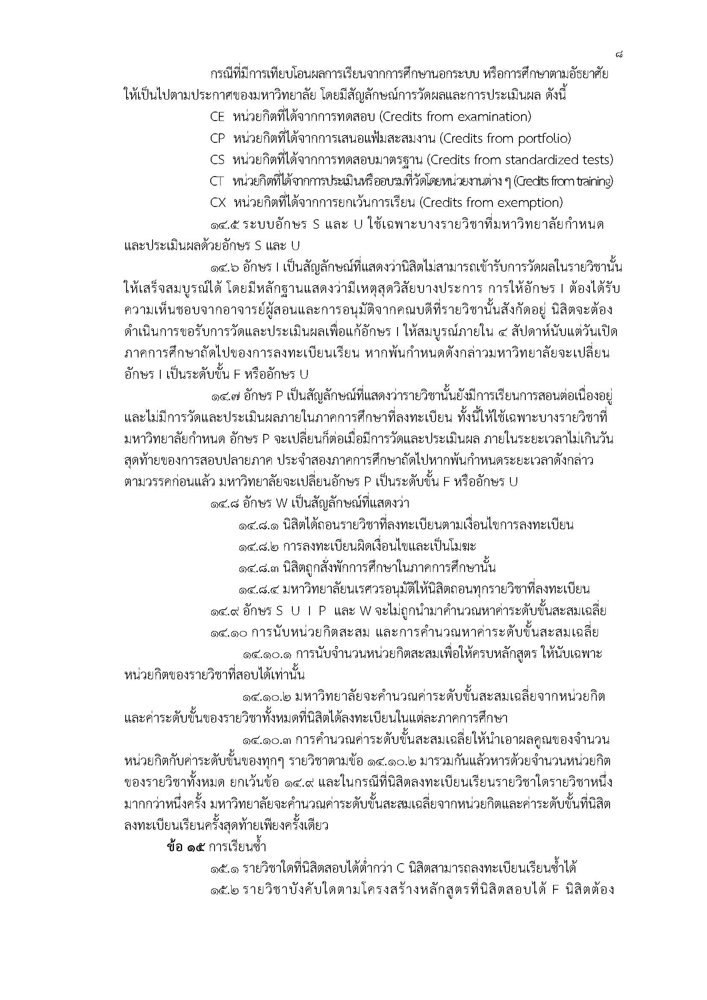 ๘
กรณีที่มีการเทียบโอนผลการเรียนจากการศึกษานอกระบบ หรือการศึกษาตามอัธยาศัย
ให้เป็นไปตามประกาศของมหาวิทยาลัย โดยมีสัญลักษณ์การวัดผลและการประเมินผล ดังนี้
CE หน่วยกิตที่ได้จากการทดสอบ (Credits from examination)
CP หน่วยกิตที่ได้จากการเสนอแฟ้มสะสมงาน (Credits from portfolio)
CS หน่วยกิตที่ได้จากการทดสอบมาตรฐาน (Credits from standardized tests)
CT หน่วยกิตที่ได้จากการประเมินหรืออบรมที่วัดโดยหน่วยงานต่าง ๆ (Credits from training)
CX หน่วยกิตที่ได้จากการยกเว้นการเรียน (Credits from exemption)
๑๔.๕ ระบบอักษร S และ U ใช้เฉพาะบางรายวิชาที่มหาวิทยาลัยกำหนด
และประเมินผลด้วยอักษร S และ U
๑๔.๖ อักษร I เป็นสัญลักษณ์ที่แสดงว่านิสิตไม่สามารถเข้ารับการวัดผลในรายวิชานั้น
ให้เสร็จสมบูรณ์ได้ โดยมีหลักฐานแสดงว่ามีเหตุสุดวิสัยบางประการ การให้อักษร I ต้องได้รับ
ความเห็นชอบจากอาจารย์ผู้สอนและการอนุมัติจากคณบดีที่รายวิชานั้นสังกัดอยู่ นิสิตจะต้อง
ดำเนินการขอรับการวัดและประเมินผลเพื่อแก้อักษร I ให้สมบูรณ์ภายใน ๔ สัปดาห์นับแต่วันเปิด
ภาคการศึกษาถัดไปของการลงทะเบียนเรียน หากพ้นกำหนดดังกล่าวมหาวิทยาลัยจะเปลี่ยน
อักษร I เป็นระดับขั้น F หรืออักษร U
๑๔.๗ อักษร P เป็นสัญลักษณ์ที่แสดงว่ารายวิชานั้นยังมีการเรียนการสอนต่อเนื่องอยู่
และไม่มีการวัดและประเมินผลภายในภาคการศึกษาที่ลงทะเบียน ทั้งนี้ให้ใช้เฉพาะบางรายวิชาที่
มหาวิทยาลัยกำหนด อักษร P จะเปลี่ยนก็ต่อเมื่อมีการวัดและประเมินผล ภายในระยะเวลาไม่เกินวัน
สุดท้ายของการสอบปลายภาค ประจำสองภาคการศึกษาถัดไปหากพ้นกำหนดระยะเวลาดังกล่าว
ตามวรรคก่อนแล้ว มหาวิทยาลัยจะเปลี่ยนอักษร P เป็นระดับขั้น F หรืออักษร U
๑๔.๘ อักษร W เป็นสัญลักษณ์ที่แสดงว่า
๑๔.๘.๑ นิสิตได้ถอนรายวิชาที่ลงทะเบียนตามเงื่อนไขการลงทะเบียน
๑๔.๘.๒ การลงทะเบียนผิดเงื่อนไขและเป็นโมฆะ
๑๔.๘.๓ นิสิตถูกสั่งพักการศึกษาในภาคการศึกษานั้น
๑๔.๘.๔ มหาวิทยาลัยนเรศวรอนุมัติให้นิสิตถอนทุกรายวิชาที่ลงทะเบียน
๑๔.๙ อักษร S U I P และ W จะไม่ถูกนำมาคำนวณหาค่าระดับขั้นสะสมเฉลี่ย
๑๔.๑๐ การนับหน่วยกิตสะสม และการคำนวณหาค่าระดับขั้นสะสมเฉลี่ย
๑๔.๑๐.๑ การนับจำนวนหน่วยกิตสะสมเพื่อให้ครบหลักสูตร ให้นับเฉพาะ
หน่วยกิตของรายวิชาที่สอบได้เท่านั้น
๑๔.๑๐.๒ มหาวิทยาลัยจะคำนวณค่าระดับขั้นสะสมเฉลี่ยจากหน่วยกิต
และค่าระดับขั้นของรายวิชาทั้งหมดที่นิสิตได้ลงทะเบียนในแต่ละภาคการศึกษา
๑๔.๑๐.๓ การคำนวณค่าระดับขั้นสะสมเฉลี่ยให้นำเอาผลคูณของจำนวน
หน่วยกิตกับค่าระดับขั้นของทุกๆ รายวิชาตามข้อ ๑๔.๑๐.๒ มารวมกันแล้วหารด้วยจำนวนหน่วยกิต
ของรายวิชาทั้งหมด ยกเว้นข้อ ๑๔.๙ และในกรณีที่นิสิตลงทะเบียนเรียนรายวิชาใดรายวิชาหนึ่ง
มากกว่าหนึ่งครั้ง มหาวิทยาลัยจะคำนวณค่าระดับขั้นสะสมเฉลี่ยจากหน่วยกิตและค่าระดับขั้นที่นิสิต
ลงทะเบียนเรียนครั้งสุดท้ายเพียงครั้งเดียว
ข้อ ๑๕ การเรียนซ้ำ
๑๕.๑ รายวิชาใดที่นิสิตสอบได้ต่ำกว่า C นิสิตสามารถลงทะเบียนเรียนซ้ำได้
๑๕.๒ รายวิชาบังคับใดตามโครงสร้างหลักสูตรที่นิสิตสอบได้ F นิสิตต้อง